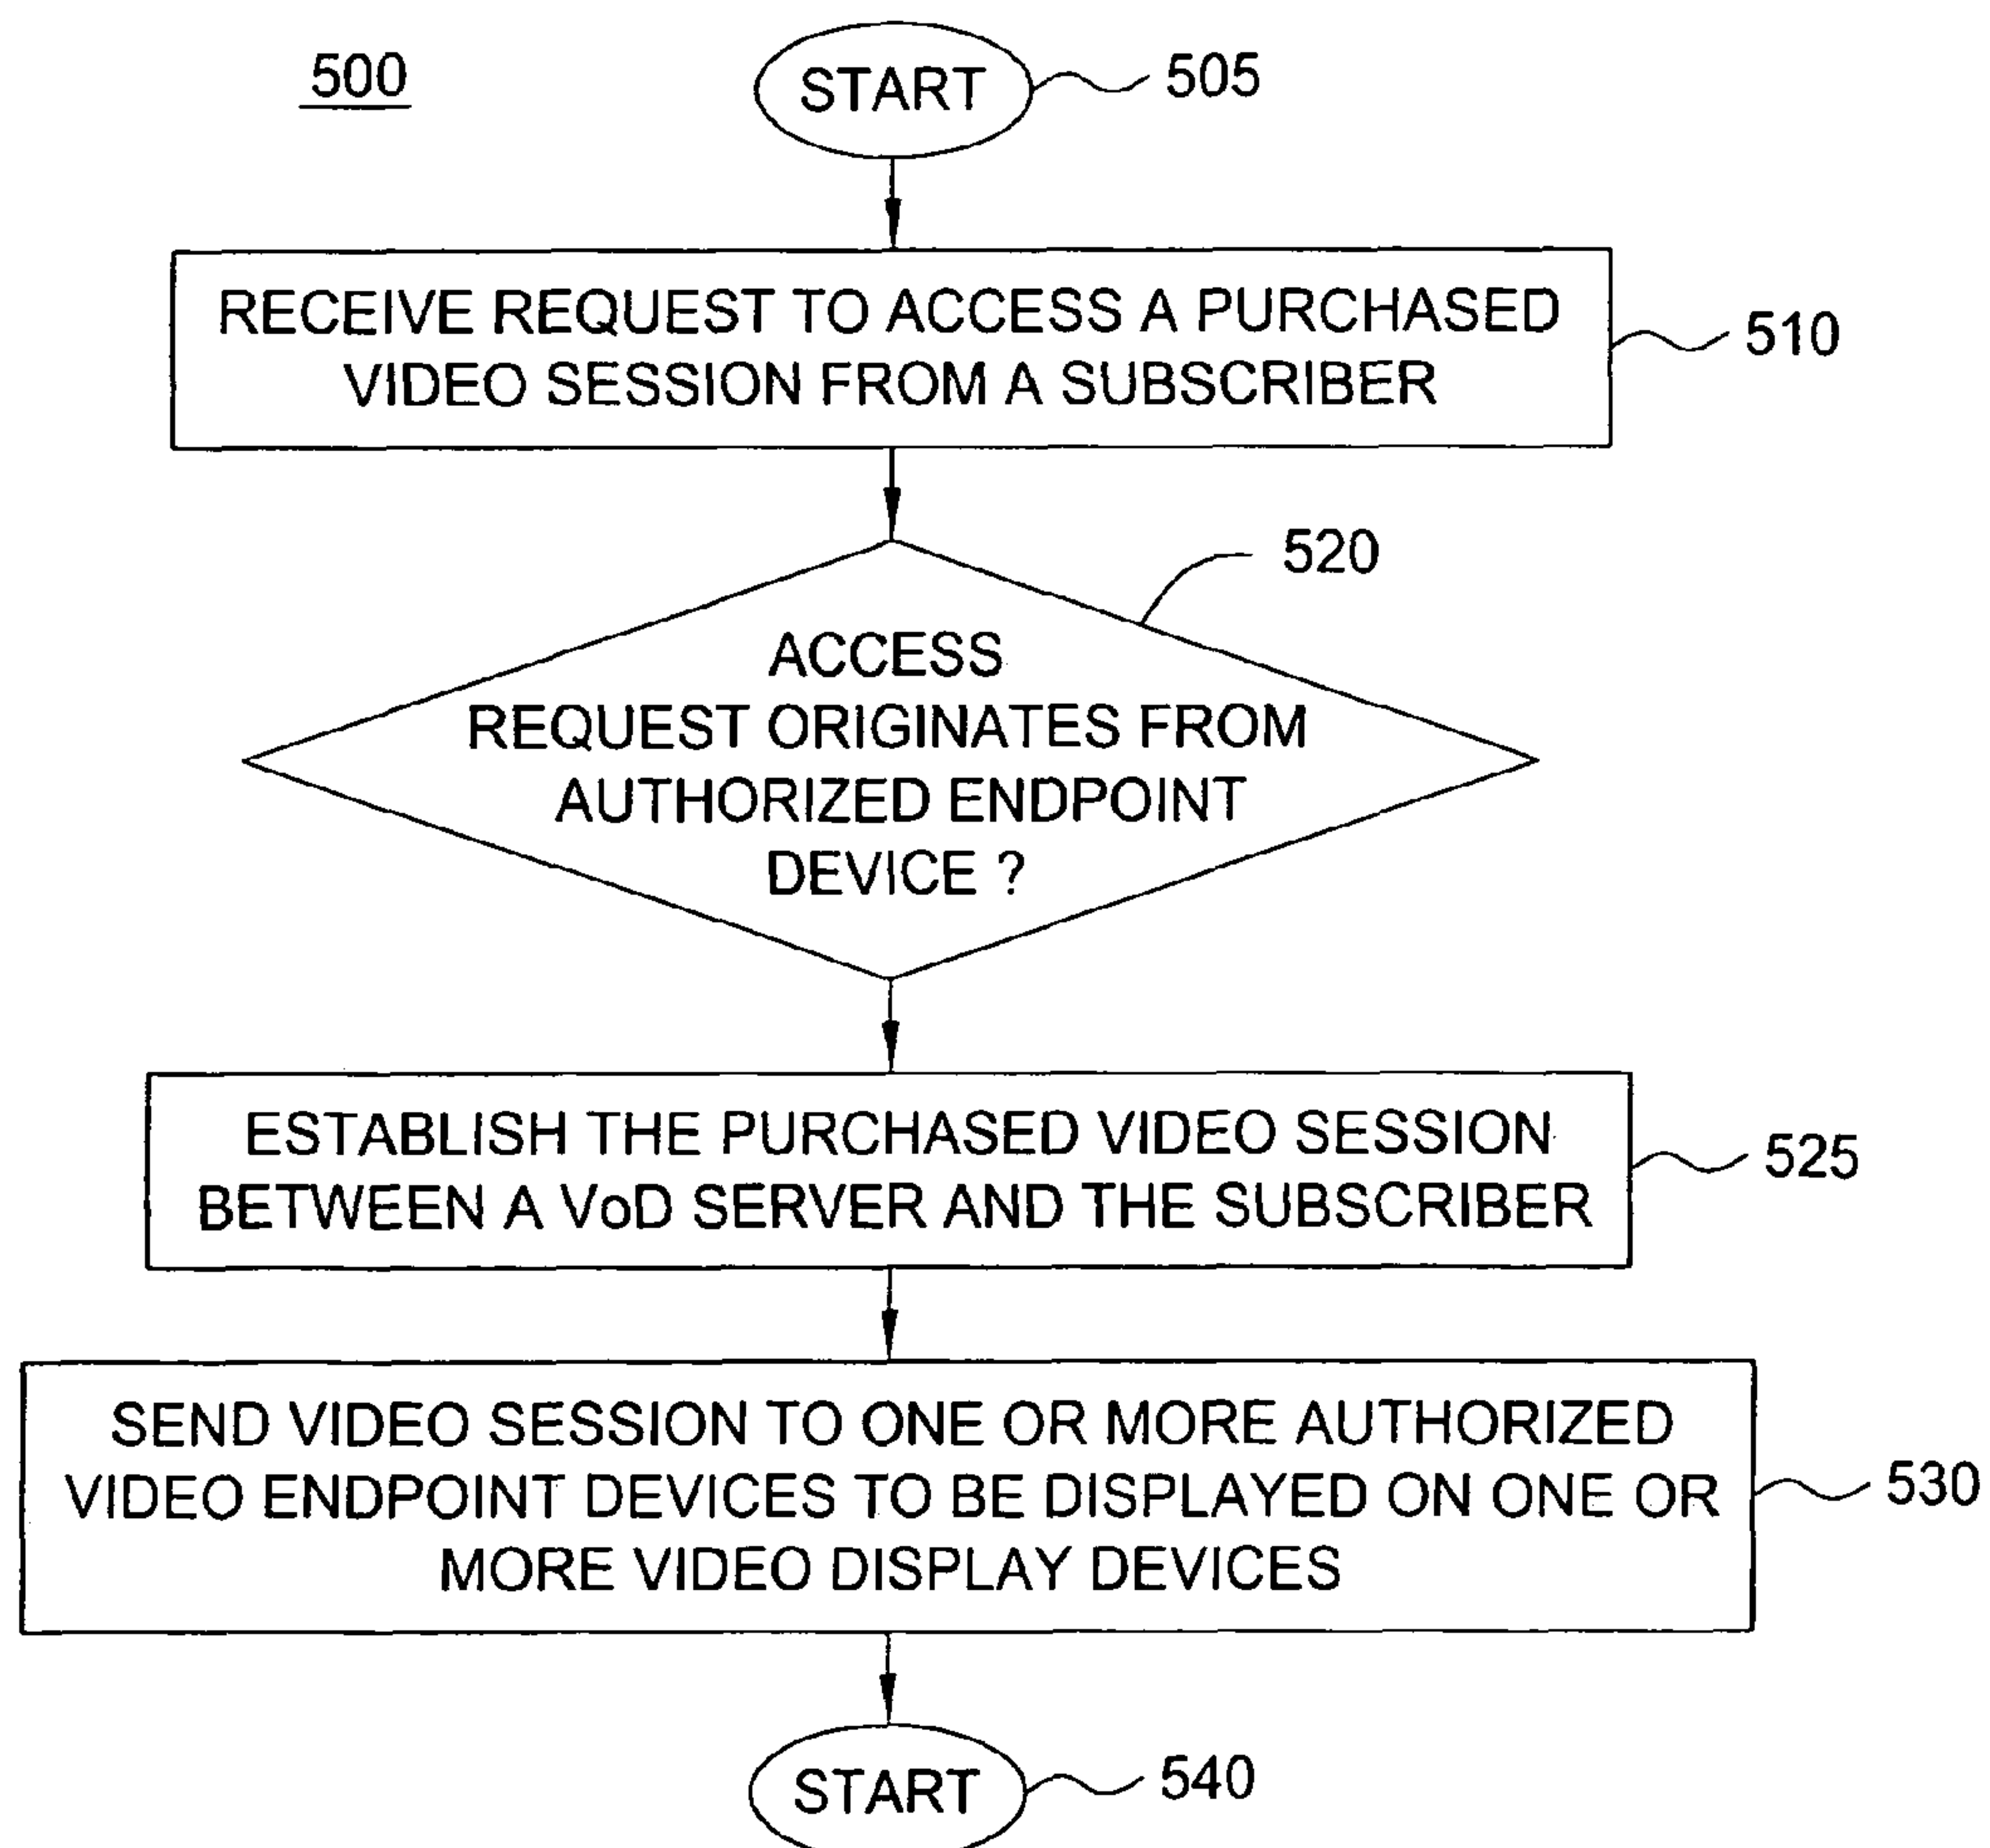 500
START
505
RECEIVE REQUEST TO ACCESS A PURCHASED
VIDEO SESSION FROM A SUBSCRIBER
510
520
ACCESS
REQUEST ORIGINATES FROM
AUTHORIZED ENDPOINT
DEVICE ?
ESTABLISH THE PURCHASED VIDEO SESSION
BETWEEN A VoD SERVER AND THE SUBSCRIBER
525
SEND VIDEO SESSION TO ONE OR MORE AUTHORIZED
VIDEO ENDPOINT DEVICES TO BE DISPLAYED ON ONE OR
MORE VIDEO DISPLAY DEVICES
530
START
540